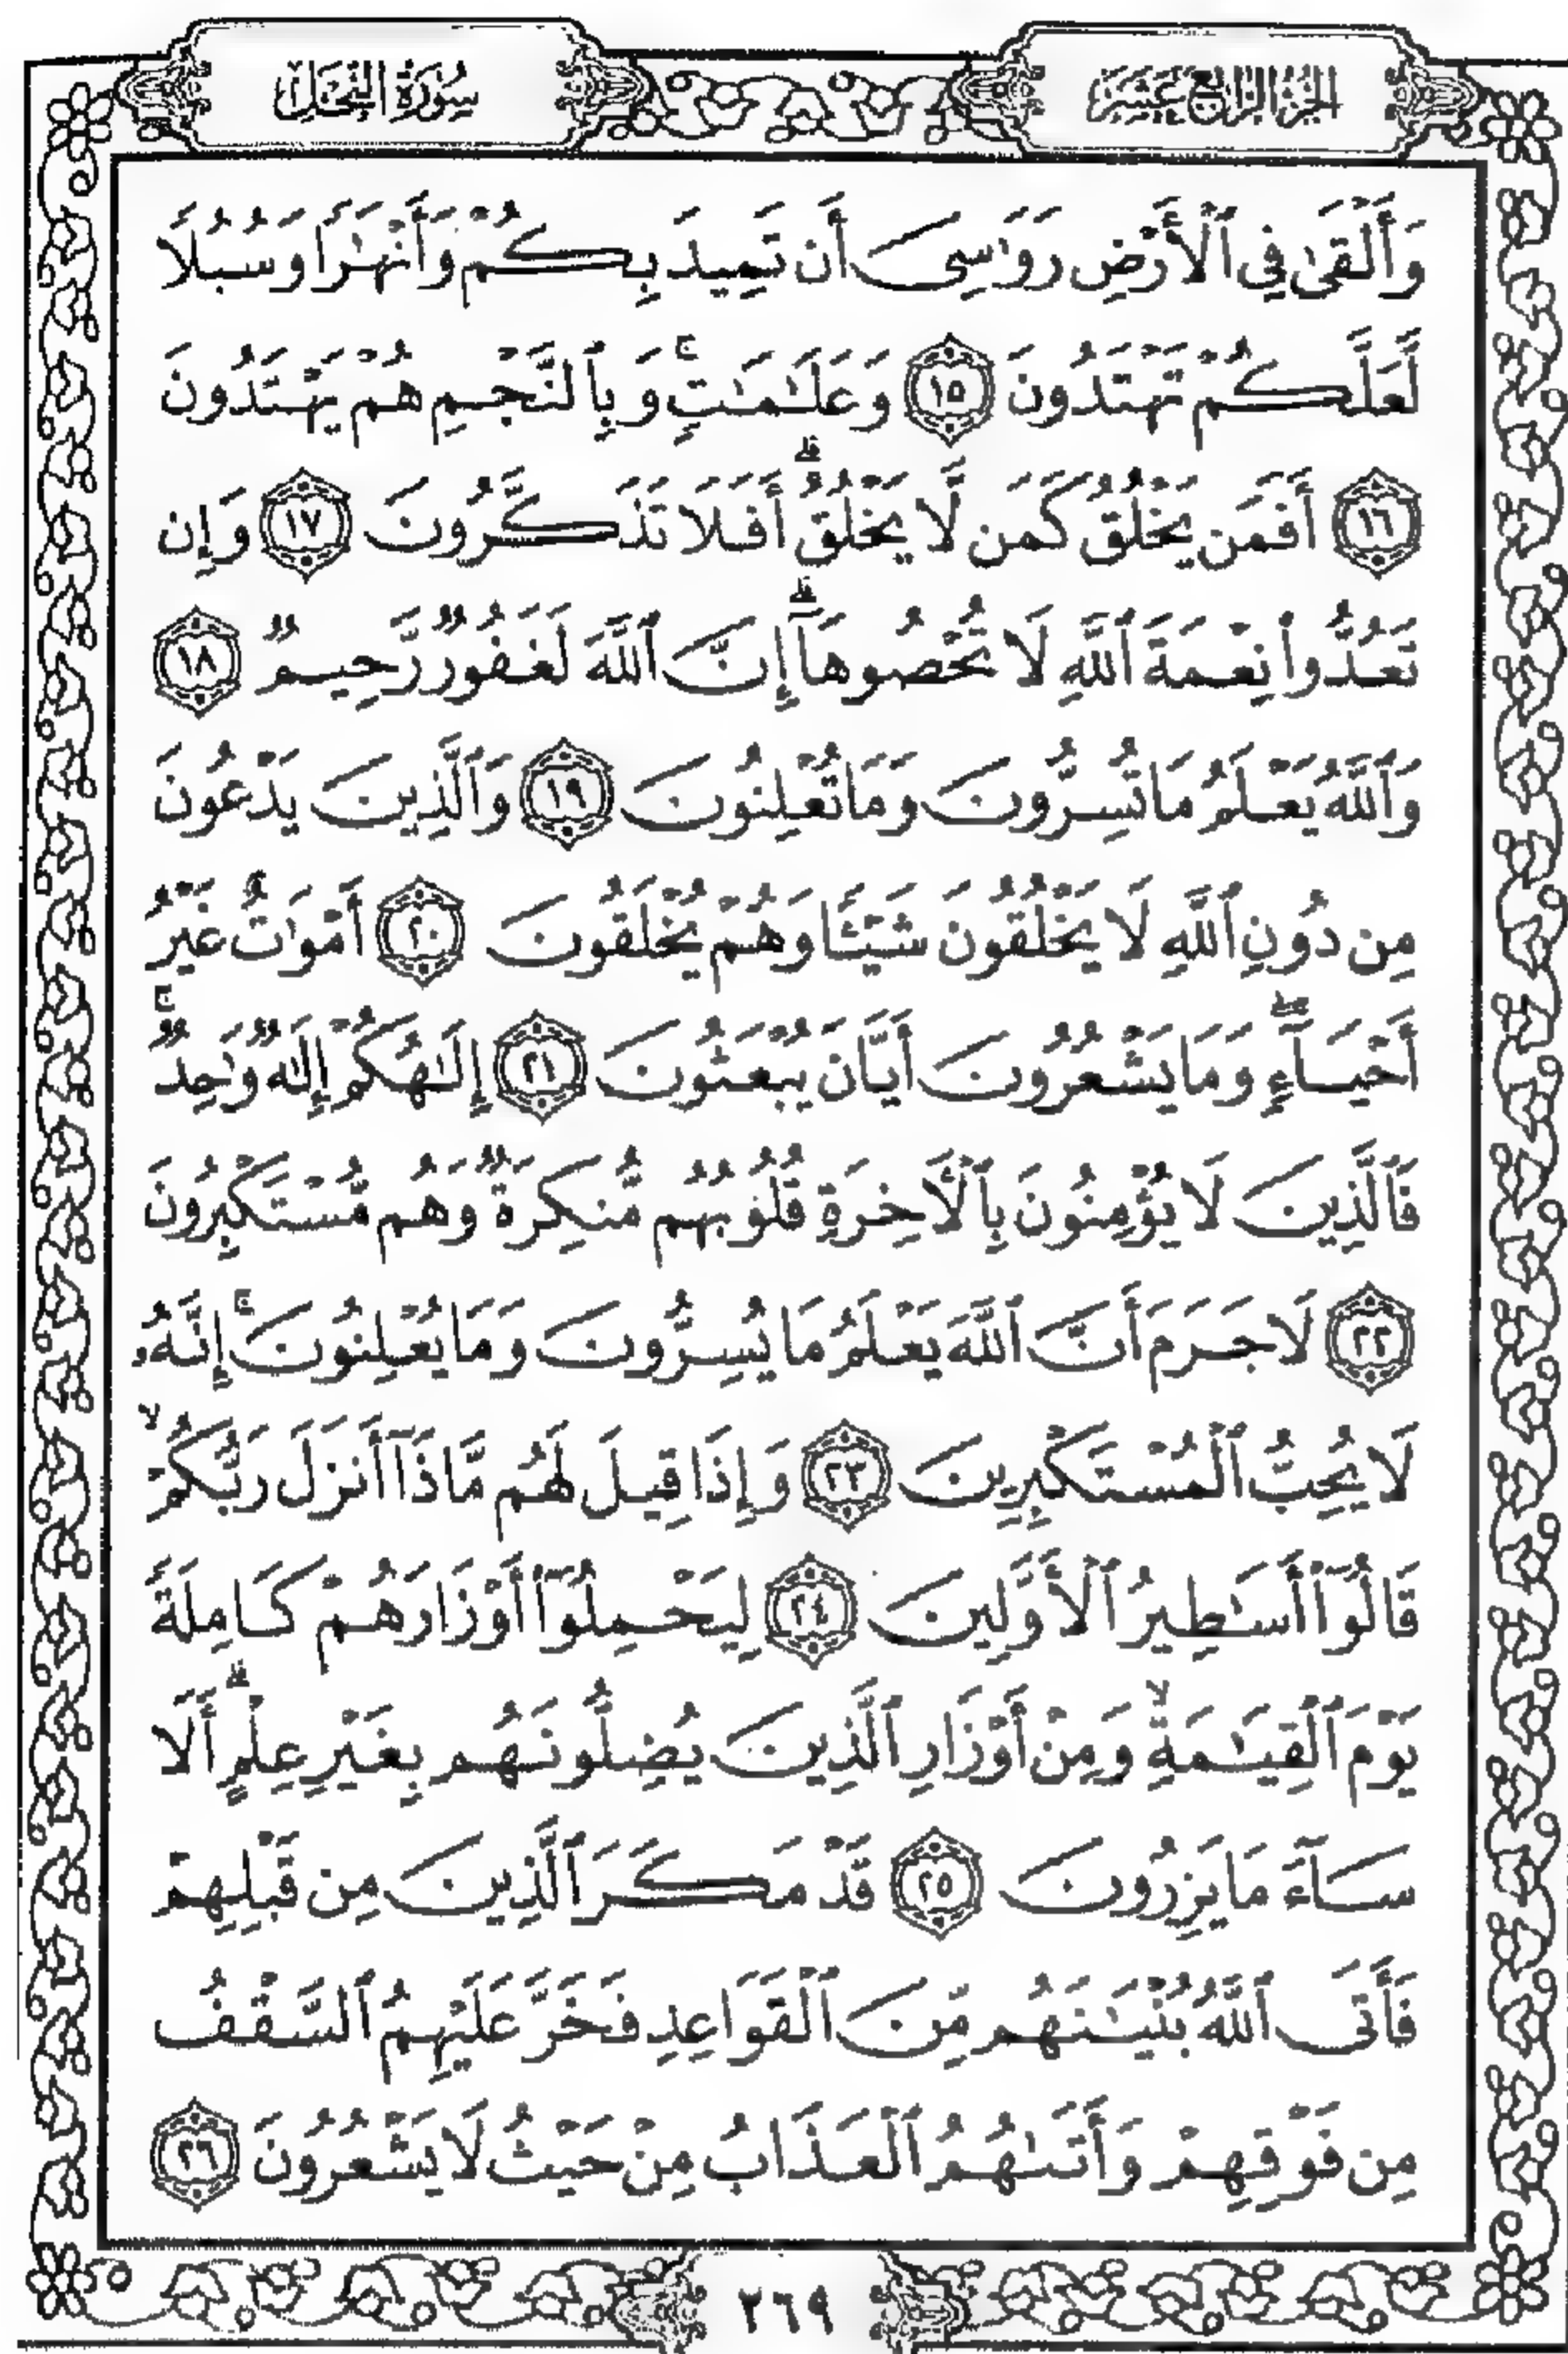 الجزء الرابع عشر
سورة النحل
وَأَلْقَىٰ فِي ٱلْأَرْضِ رَوَٰسِيَ أَن تَمِيدَ بِكُمْ وَأَنْهَٰرًا وَسُبُلًا
لَّعَلَّكُمْ تَهْتَدُونَ ١٥ وَعَلَٰمَٰتٍۚ وَبِٱلنَّجْمِ هُمْ يَهْتَدُونَ
١٦ أَفَمَن يَخْلُقُ كَمَن لَّا يَخْلُقُۗ أَفَلَا تَذَكَّرُونَ ١٧ وَإِن
تَعُدُّوا۟ نِعْمَةَ ٱللَّهِ لَا تُحْصُوهَآۗ إِنَّ ٱللَّهَ لَغَفُورٌ رَّحِيمٌ ١٨
وَٱللَّهُ يَعْلَمُ مَا تُسِرُّونَ وَمَا تُعْلِنُونَ ١٩ وَٱلَّذِينَ يَدْعُونَ
مِن دُونِ ٱللَّهِ لَا يَخْلُقُونَ شَيْـًٔا وَهُمْ يُخْلَقُونَ ٢٠ أَمْوَٰتٌ غَيْرُ
أَحْيَآءٍۖ وَمَا يَشْعُرُونَ أَيَّانَ يُبْعَثُونَ ٢١ إِلَٰهُكُمْ إِلَٰهٌ وَٰحِدٌۚ
فَٱلَّذِينَ لَا يُؤْمِنُونَ بِٱلْـَٔاخِرَةِ قُلُوبُهُم مُّنكِرَةٌ وَهُم مُّسْتَكْبِرُونَ
٢٢ لَا جَرَمَ أَنَّ ٱللَّهَ يَعْلَمُ مَا يُسِرُّونَ وَمَا يُعْلِنُونَۚ إِنَّهُۥ
لَا يُحِبُّ ٱلْمُسْتَكْبِرِينَ ٢٣ وَإِذَا قِيلَ لَهُم مَّاذَآ أَنزَلَ رَبُّكُمْۙ
قَالُوٓا۟ أَسَٰطِيرُ ٱلْأَوَّلِينَ ٢٤ لِيَحْمِلُوٓا۟ أَوْزَارَهُمْ كَامِلَةً
يَوْمَ ٱلْقِيَٰمَةِۙ وَمِنْ أَوْزَارِ ٱلَّذِينَ يُضِلُّونَهُم بِغَيْرِ عِلْمٍۗ أَلَا
سَآءَ مَا يَزِرُونَ ٢٥ قَدْ مَكَرَ ٱلَّذِينَ مِن قَبْلِهِمْ
فَأَتَى ٱللَّهُ بُنْيَٰنَهُم مِّنَ ٱلْقَوَاعِدِ فَخَرَّ عَلَيْهِمُ ٱلسَّقْفُ
مِن فَوْقِهِمْ وَأَتَىٰهُمُ ٱلْعَذَابُ مِنْ حَيْثُ لَا يَشْعُرُونَ ٢٦
٢٦٩